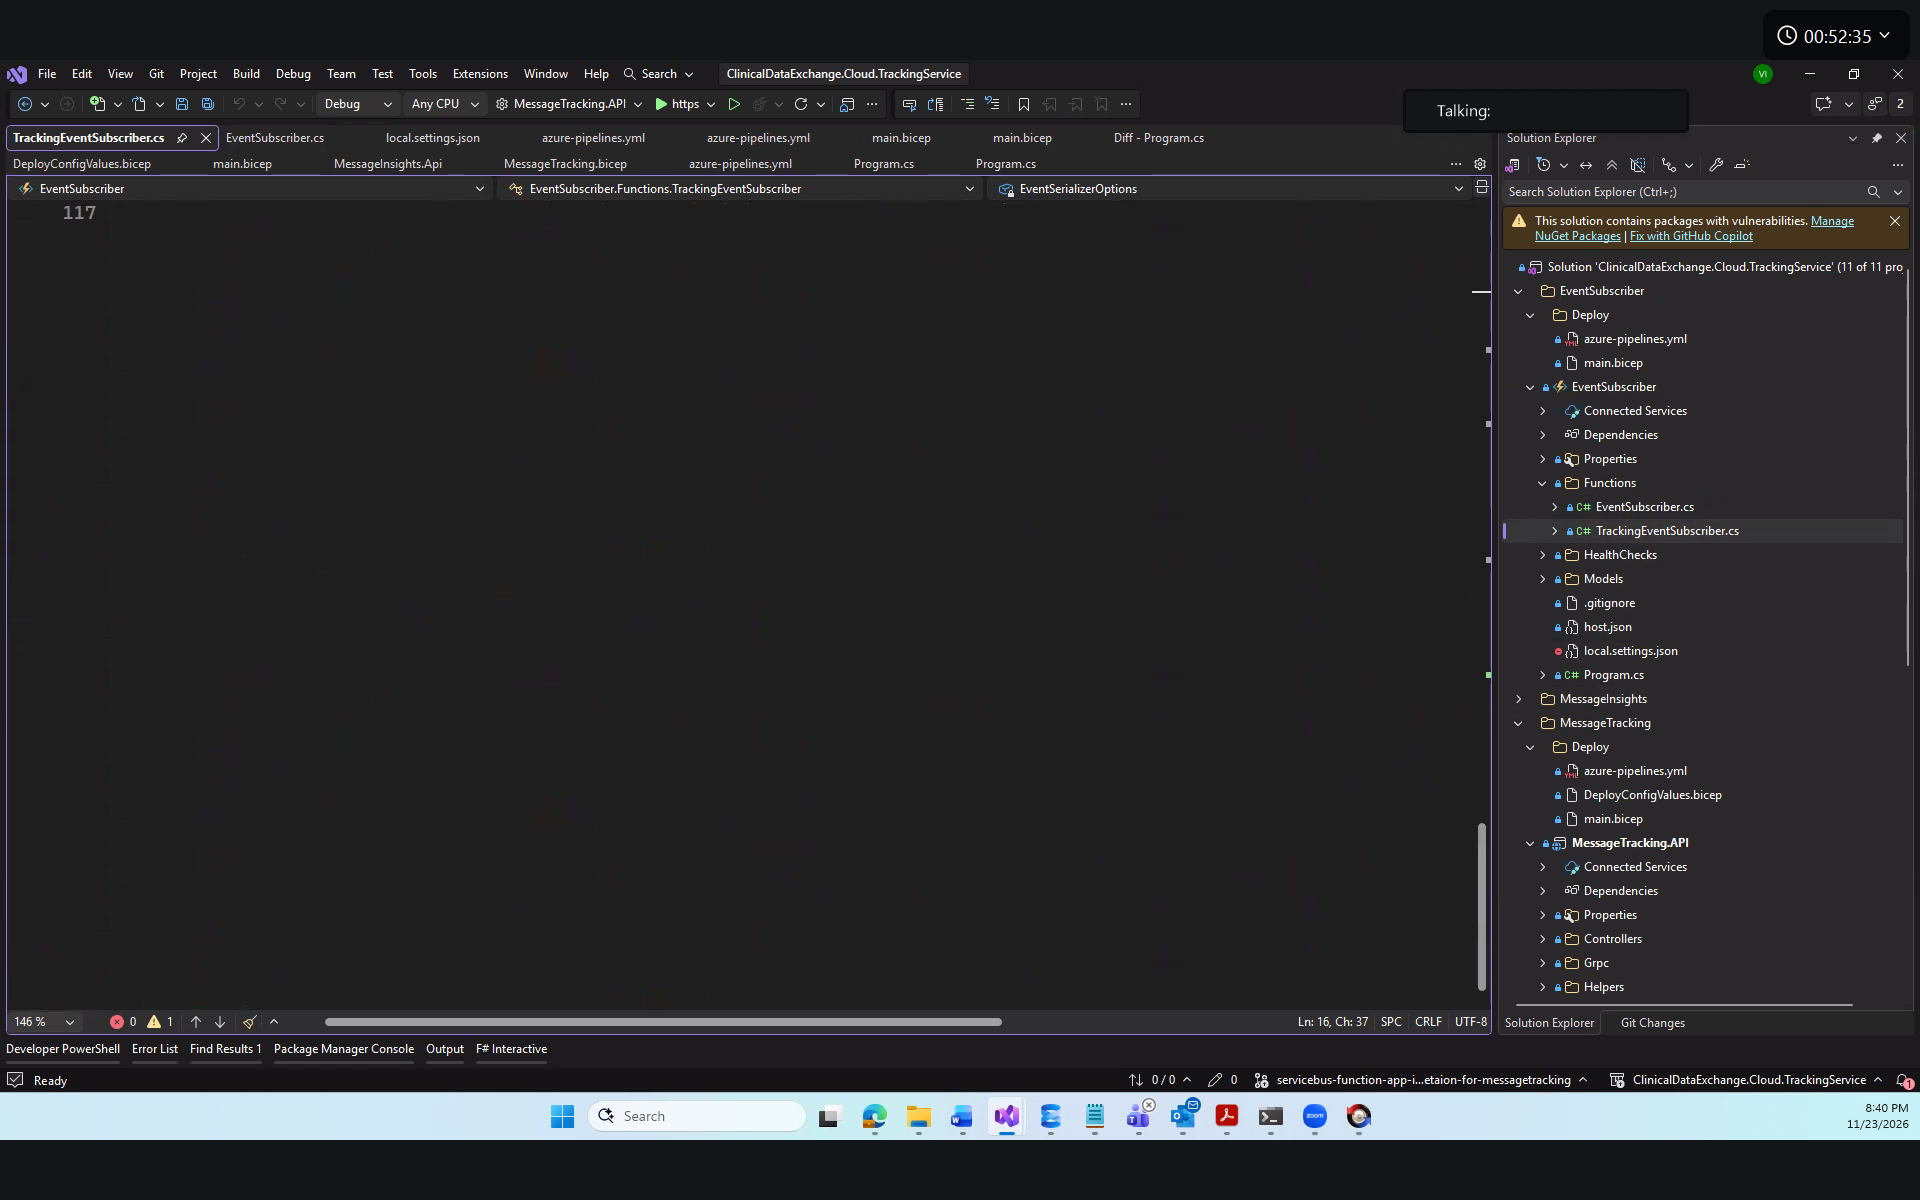 00:52:35
File Edit View Git Project Build Debug Team Test Tools Extensions Window Help Search ClinicalDataExchange.Cloud.TrackingService VI
Debug Any CPU MessageTracking.API https 2
Talking:
TrackingEventSubscriber.cs EventSubscriber.cs local.settings.json azure-pipelines.yml azure-pipelines.yml main.bicep main.bicep Diff - Program.cs
DeployConfigValues.bicep main.bicep MessageInsights.Api MessageTracking.bicep azure-pipelines.yml Program.cs Program.cs
EventSubscriber EventSubscriber.Functions.TrackingEventSubscriber EventSerializerOptions
117
Solution Explorer
Search Solution Explorer (Ctrl+;)
This solution contains packages with vulnerabilities. Manage
NuGet Packages | Fix with GitHub Copilot
Solution 'ClinicalDataExchange.Cloud.TrackingService' (11 of 11 pro
EventSubscriber
Deploy
azure-pipelines.yml
main.bicep
EventSubscriber
Connected Services
Dependencies
Properties
Functions
C# EventSubscriber.cs
C# TrackingEventSubscriber.cs
HealthChecks
Models
.gitignore
host.json
local.settings.json
C# Program.cs
MessageInsights
MessageTracking
Deploy
azure-pipelines.yml
DeployConfigValues.bicep
main.bicep
MessageTracking.API
Connected Services
Dependencies
Properties
Controllers
Grpc
Helpers
146 % 0 1 Ln: 16, Ch: 37 SPC CRLF UTF-8
Solution Explorer Git Changes
Developer PowerShell Error List Find Results 1 Package Manager Console Output F# Interactive
Ready 0 / 0 0 servicebus-function-app-i...etaion-for-messagetracking ClinicalDataExchange.Cloud.TrackingService 1
Search zoom
8:40 PM
11/23/2026